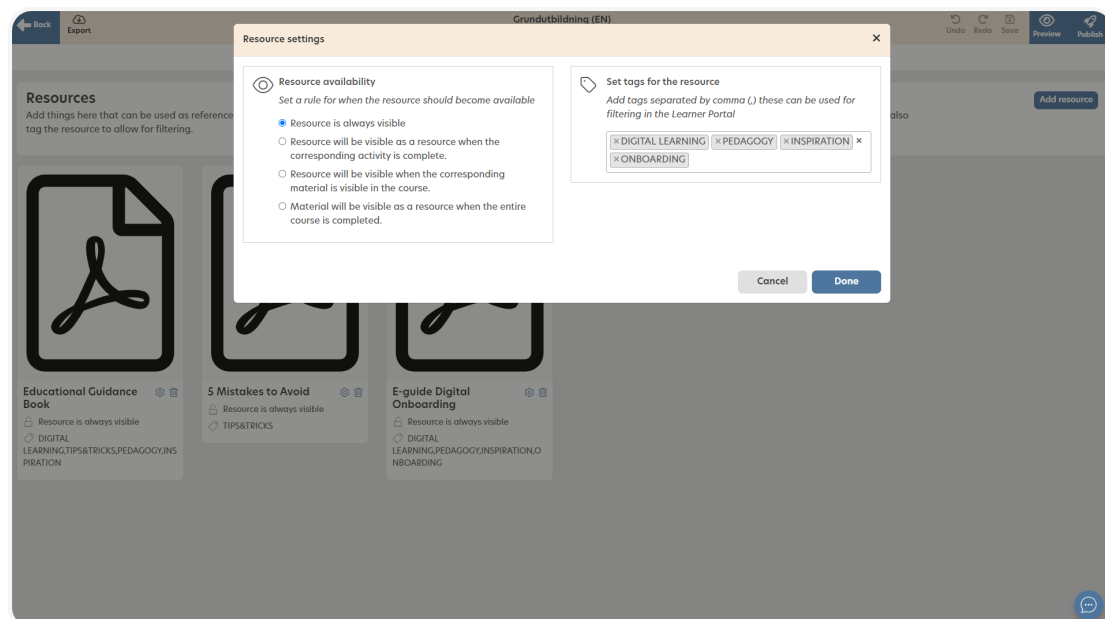 Back
Export
Grundutbildning (EN)
Undo
Redo
Save
Preview
Publish
Resource settings
×
Resource availability
Set a rule for when the resource should become available
Resource is always visible
Resource will be visible as a resource when the
corresponding activity is complete.
Resource will be visible when the corresponding
material is visible in the course.
Material will be visible as a resource when the entire
course is completed.
Set tags for the resource
Add tags separated by comma (,) these can be used for
filtering in the Learner Portal
× DIGITAL LEARNING × PEDAGOGY × INSPIRATION ×
× ONBOARDING
Cancel
Done
Resources
Add things here that can be used as reference
also
tag the resource to allow for filtering.
Add resource
Educational Guidance
Book
Resource is always visible
DIGITAL
LEARNING,TIPS&TRICKS,PEDAGOGY,INS
PIRATION
5 Mistakes to Avoid
Resource is always visible
TIPS&TRICKS
E-guide Digital
Onboarding
Resource is always visible
DIGITAL
LEARNING,PEDAGOGY,INSPIRATION,O
NBOARDING